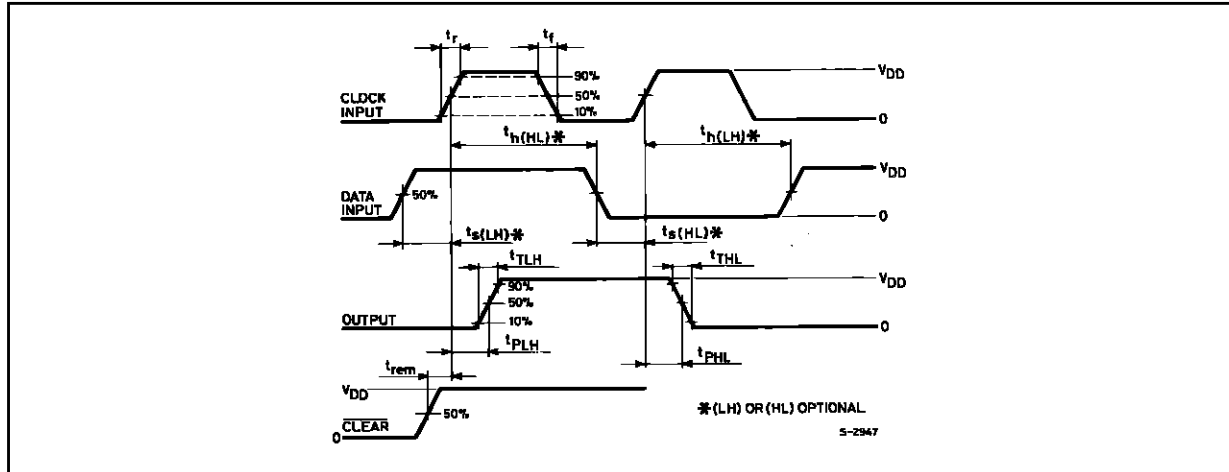 tr
tf
VDD
90%
CLOCK
INPUT
50%
10%
0
th(HL)*
th(LH)*
VDD
DATA
INPUT
50%
0
ts(LH)*
ts(HL)*
tTLH
tTHL
VDD
90%
50%
OUTPUT
10%
0
tPLH
tPHL
trem
VDD
50%
CLEAR
0
*(LH) OR (HL) OPTIONAL
S-2947